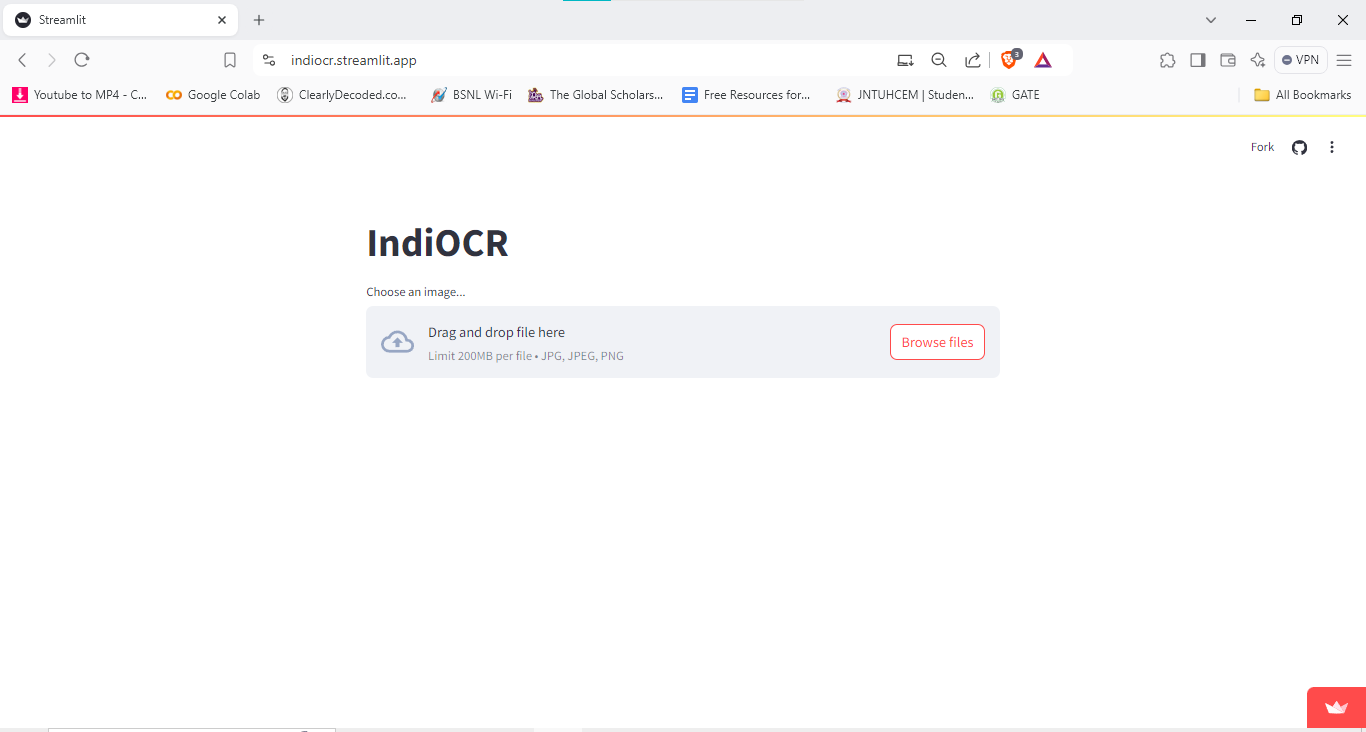 Streamlit
indiocr.streamlit.app
3
VPN
Youtube to MP4 - C... Google Colab ClearlyDecoded.co... BSNL Wi-Fi The Global Scholars... Free Resources for... JNTUHCEM | Studen... GATE All Bookmarks
Fork
IndiOCR
Choose an image...
Drag and drop file here
Limit 200MB per file • JPG, JPEG, PNG
Browse files